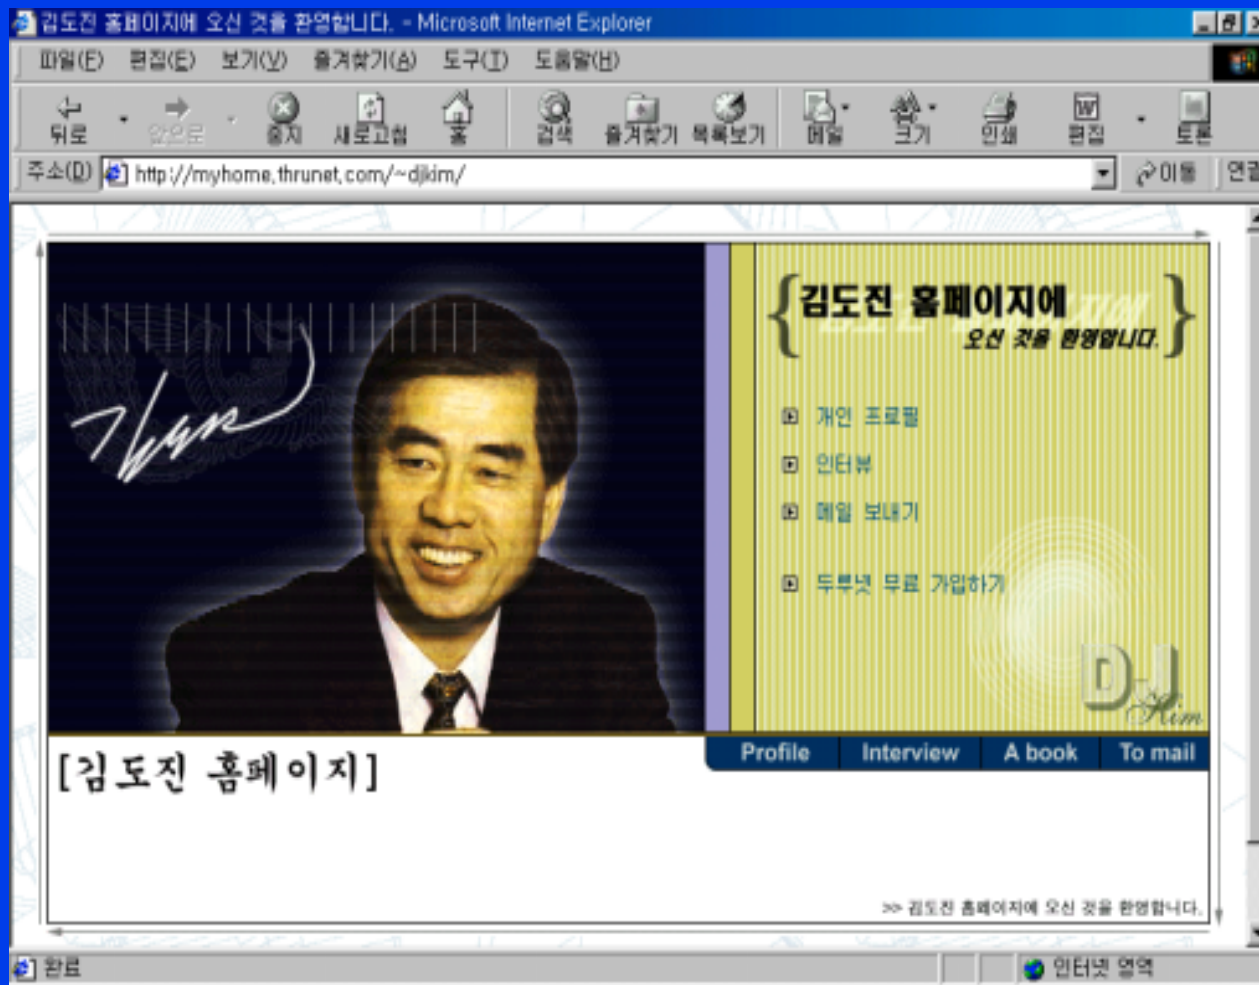 김도진 홈페이지에 오신 것을 환영합니다. - Microsoft Internet Explorer
파일(F) 편집(E) 보기(V) 즐겨찾기(A) 도구(T) 도움말(H)
뒤로 앞으로 중지 새로고침 홈 검색 즐겨찾기 목록보기 메일 크기 인쇄 편집 토론
주소(D) http://myhome.thrunet.com/~djkim/ 이동 연결
김도진 홈페이지에
오신 것을 환영합니다.
개인 프로필
인터뷰
메일 보내기
두루넷 무료 가입하기
DJ
Kim
Profile Interview A book To mail
[김도진 홈페이지]
>> 김도진 홈페이지에 오신 것을 환영합니다.
완료 인터넷 영역